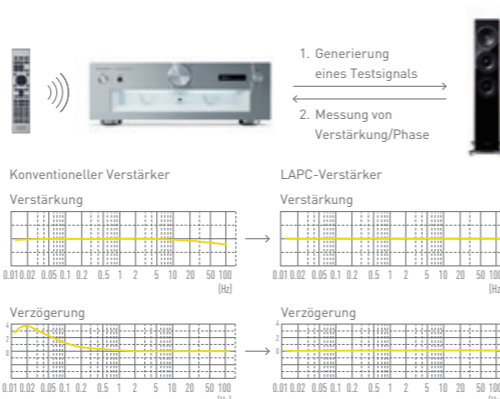 1. Generierung
eines Testsignals
2. Messung von
Verstärkung/Phase
Konventioneller Verstärker
LAPC-Verstärker
Verstärkung
Verstärkung
0.01 0.02 0.05 0.1 0.2 0.5 1 2 5 10 20 50 100
0.01 0.02 0.05 0.1 0.2 0.5 1 2 5 10 20 50 100
[Hz]
[Hz
Verzögerung
Verzögerung
4
2
0
4
2
0
0.01 0.02 0.05 0.1 0.2 0.5 1 2 5 10 20 50 100
0.01 0.02 0.05 0.1 0.2 0.5 1 2 5 10 20 50 100